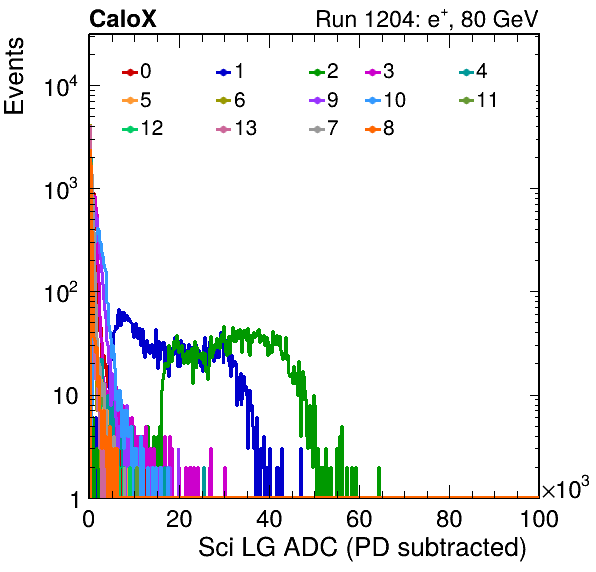 CaloX Run 1204: e⁺, 80 GeV
Events
0 1 2 3 4
5 6 9 10 11
12 13 7 8
10⁴
10³
10²
10
1
0 20 40 60 80 100
×10³
Sci LG ADC (PD subtracted)